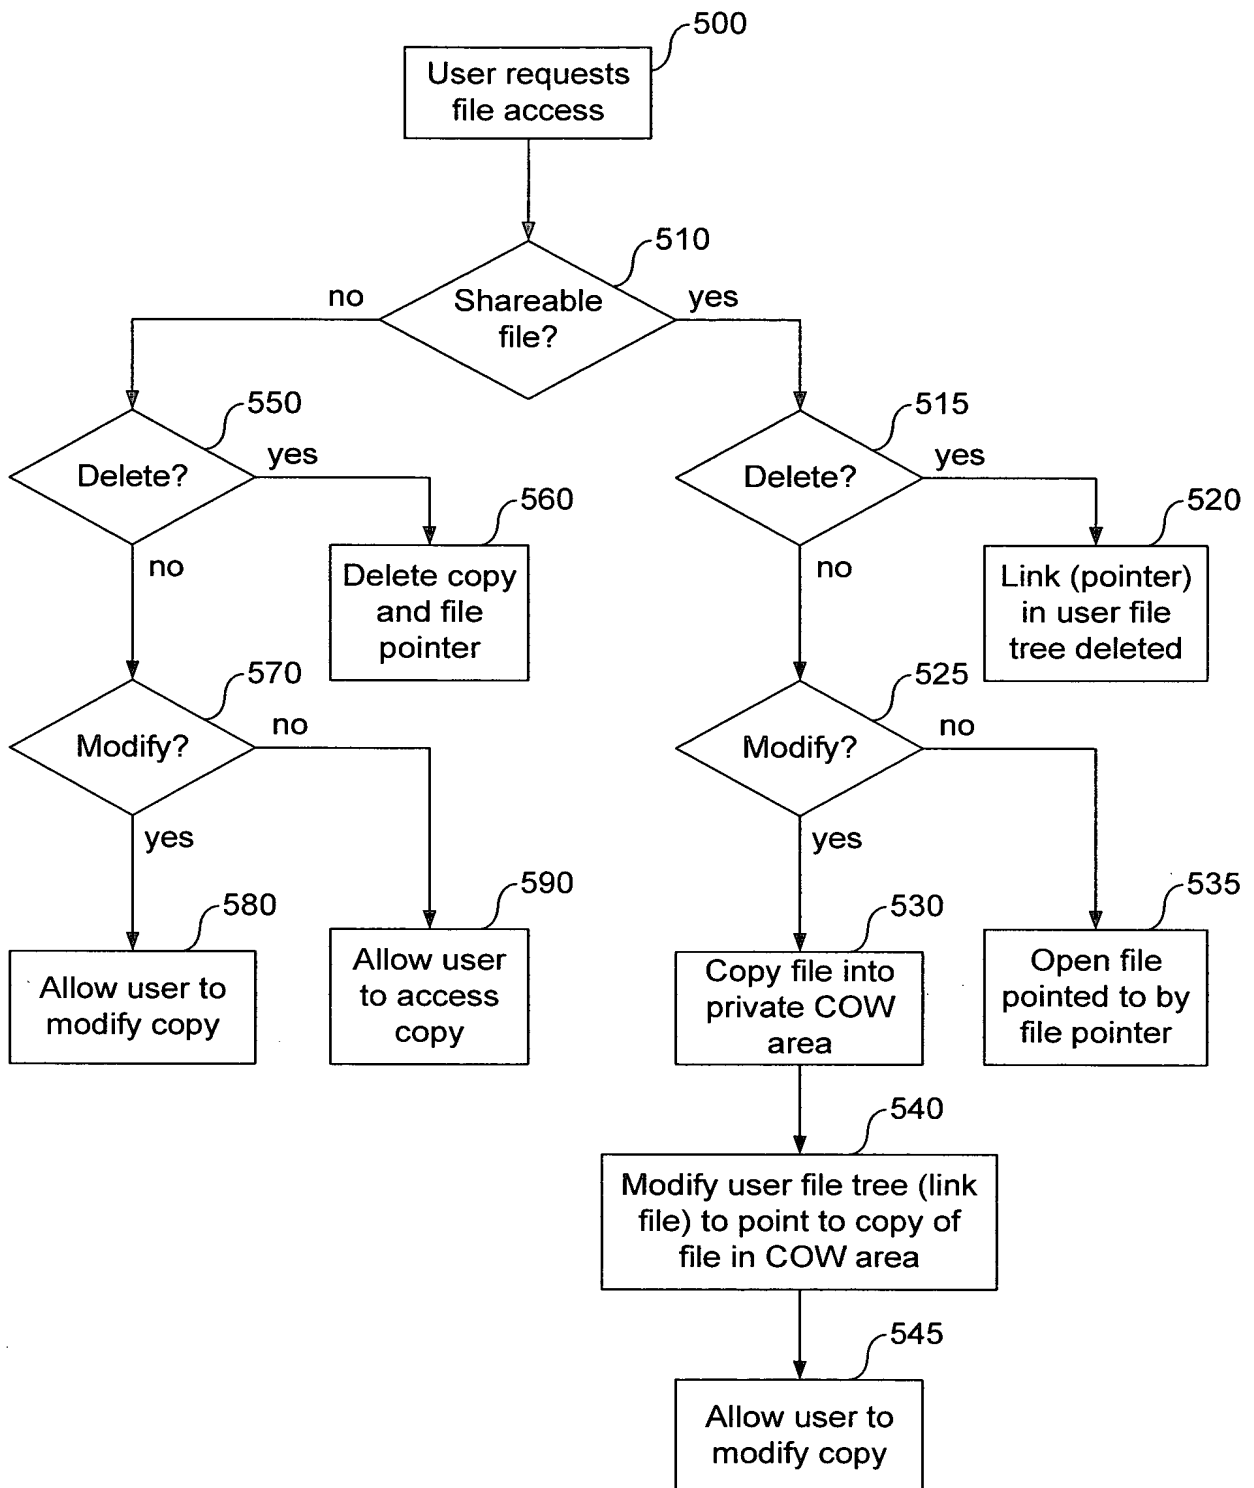 500
User requests
file access
510
no
Shareable
file?
yes
550
Delete?
yes
515
Delete?
yes
560
Delete copy
and file
pointer
no
520
Link (pointer)
in user file
tree deleted
no
570
Modify?
no
525
Modify?
no
yes
yes
580
Allow user to
modify copy
590
Allow user
to access
copy
530
Copy file into
private COW
area
535
Open file
pointed to by
file pointer
540
Modify user file tree (link
file) to point to copy of
file in COW area
545
Allow user to
modify copy